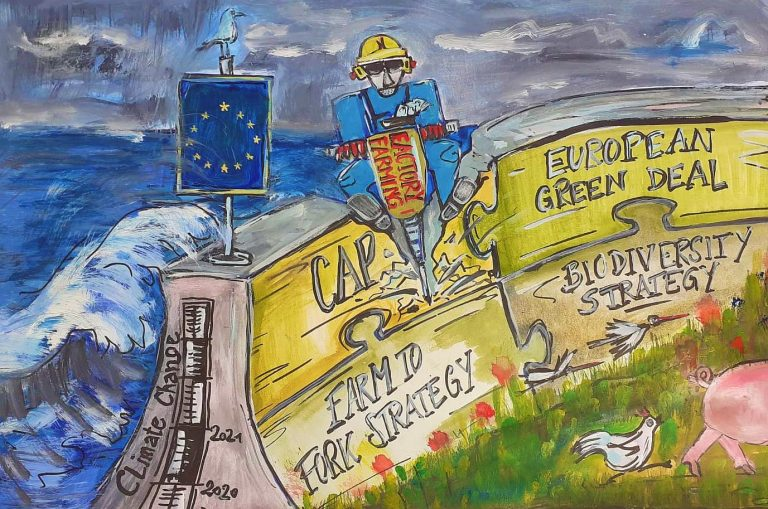 FACTORY
FARMING
EUROPEAN
GREEN DEAL
CAP
BIODIVERSITY
STRATEGY
FARM TO
FORK STRATEGY
CLimate Change
2021
2020